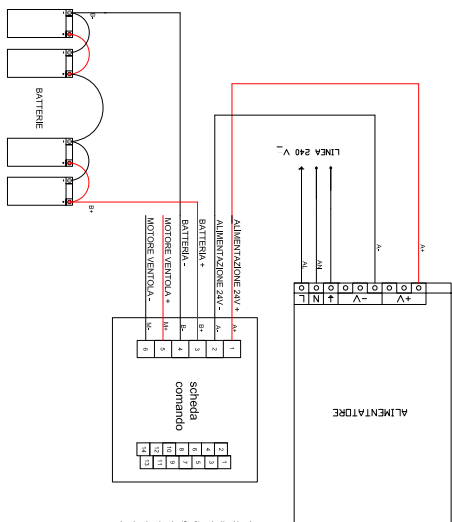 B-
BATTERIE
B+
LINEA 240 V
A-
A+
AL
AN
L
N
V-
V+
ALIMENTATORE
MOTORE VENTOLA -
MOTORE VENTOLA +
BATTERIA -
BATTERIA +
ALIMENTAZIONE 24V -
ALIMENTAZIONE 24V +
M-
M+
B-
B+
A-
A+
6
5
4
3
2
1
scheda
comando
14
12
10
8
6
4
2
13
11
9
7
5
3
1